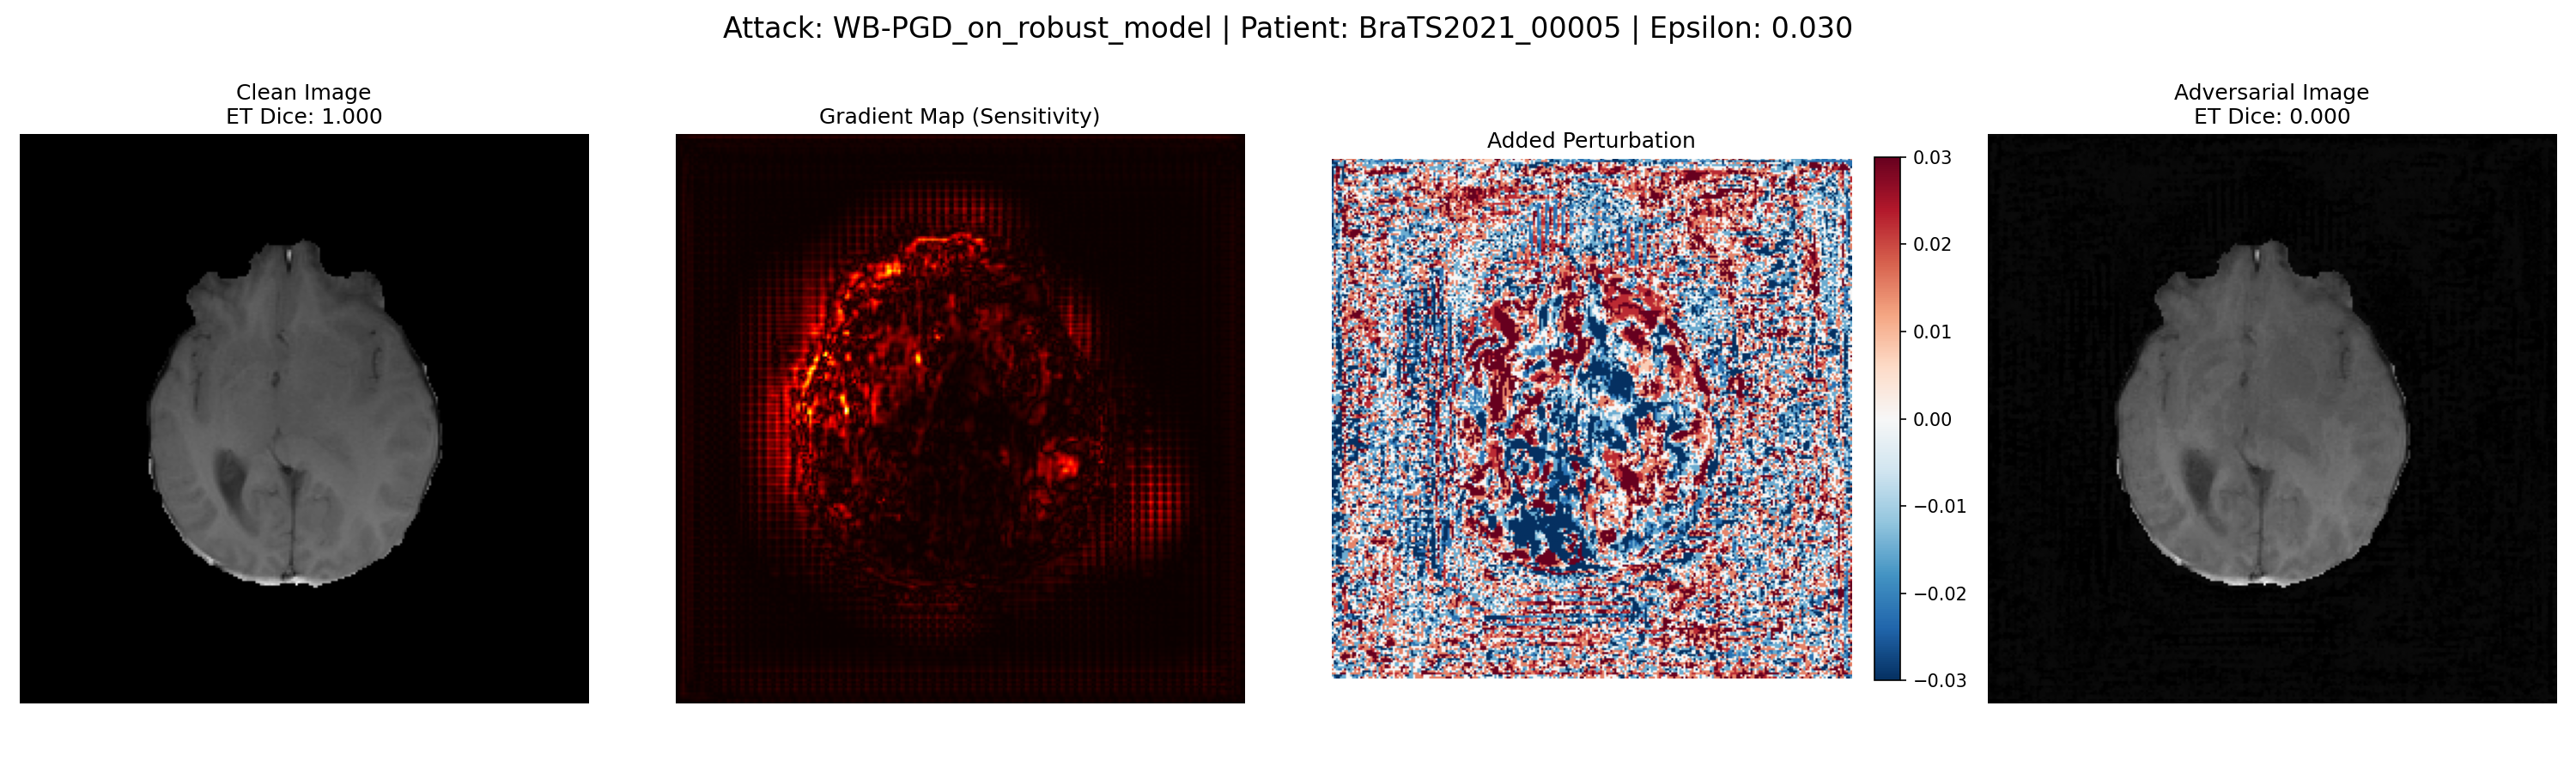 Attack: WB-PGD_on_robust_model | Patient: BraTS2021_00005 | Epsilon: 0.030
Clean Image
ET Dice: 1.000
Gradient Map (Sensitivity)
Added Perturbation
0.03
0.02
0.01
0.00
−0.01
−0.02
−0.03
Adversarial Image
ET Dice: 0.000